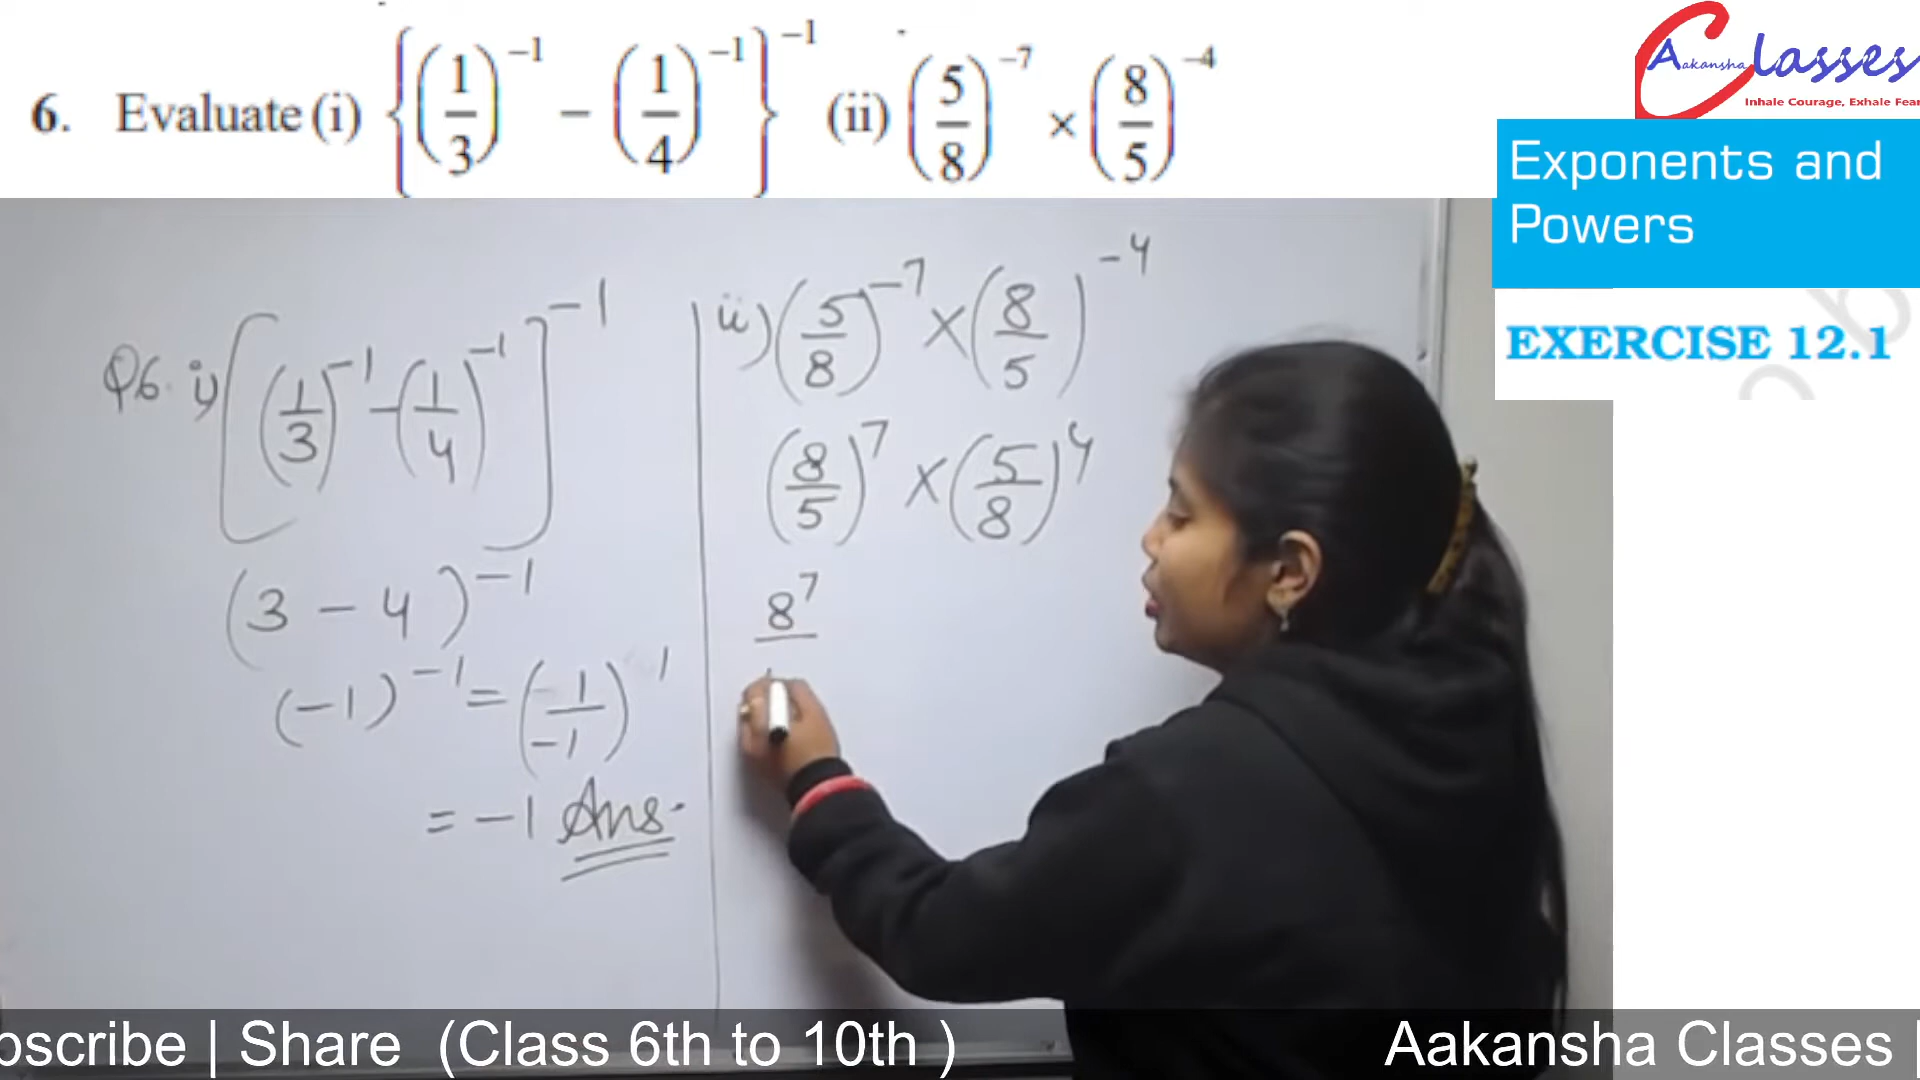 6. Evaluate (i) {(1/3)^-1 − (1/4)^-1}^-1 (ii) (5/8)^-7 × (8/5)^-4
Aakansha Classes
Inhale Courage, Exhale Fear
Exponents and
Powers
EXERCISE 12.1
Q6. i) [(1/3)^-1 − (1/4)^-1]^-1
(3 − 4)^-1
(−1)^-1 = (1/−1)^1
= −1 Ans.
ii) (5/8)^-7 × (8/5)^-4
(8/5)^7 × (5/8)^4
8^7
bscribe | Share (Class 6th to 10th )
Aakansha Classes |